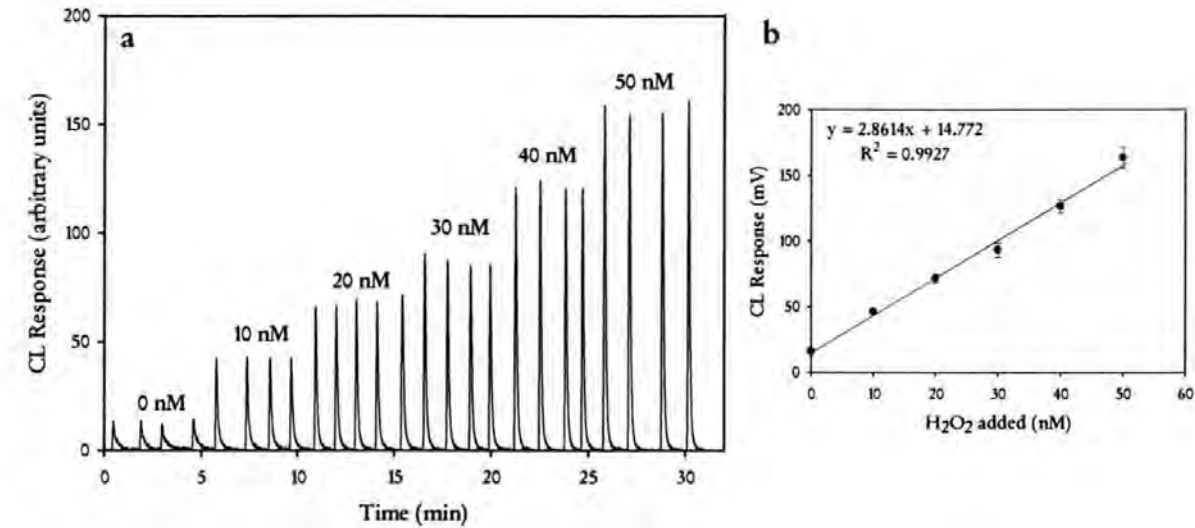 a
CL Response (arbitrary units)
200
150
100
50
0
0 nM
10 nM
20 nM
30 nM
40 nM
50 nM
0 5 10 15 20 25 30
Time (min)
b
CL Response (mV)
200
150
100
50
0
y = 2.8614x + 14.772
R² = 0.9927
0 10 20 30 40 50 60
H₂O₂ added (nM)